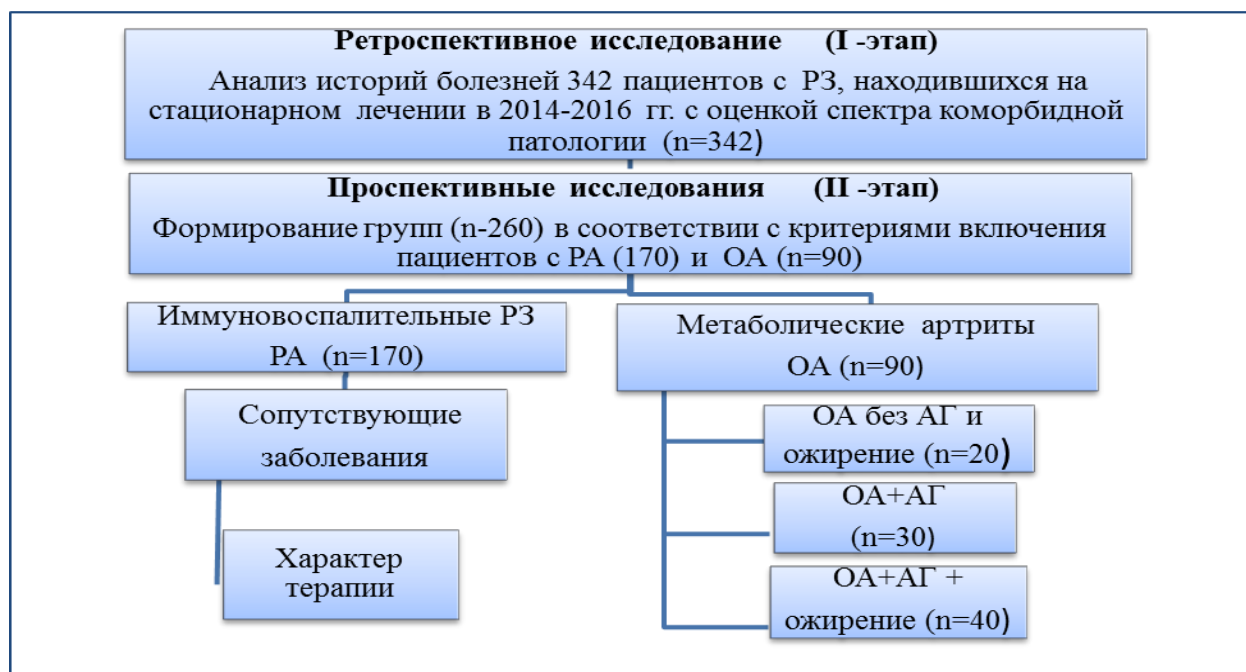 Ретроспективное исследование (I -этап)
Анализ историй болезней 342 пациентов с РЗ, находившихся на
стационарном лечении в 2014-2016 гг. с оценкой спектра коморбидной
патологии (n=342)
Проспективные исследования (II -этап)
Формирование групп (n-260) в соответствии с критериями включения
пациентов с РА (170) и ОА (n=90)
Иммуновоспалительные РЗ
РА (n=170)
Метаболические артриты
ОА (n=90)
Сопутствующие
заболевания
Характер
терапии
ОА без АГ и
ожирение (n=20)
ОА+АГ
(n=30)
ОА+АГ +
ожирение (n=40)